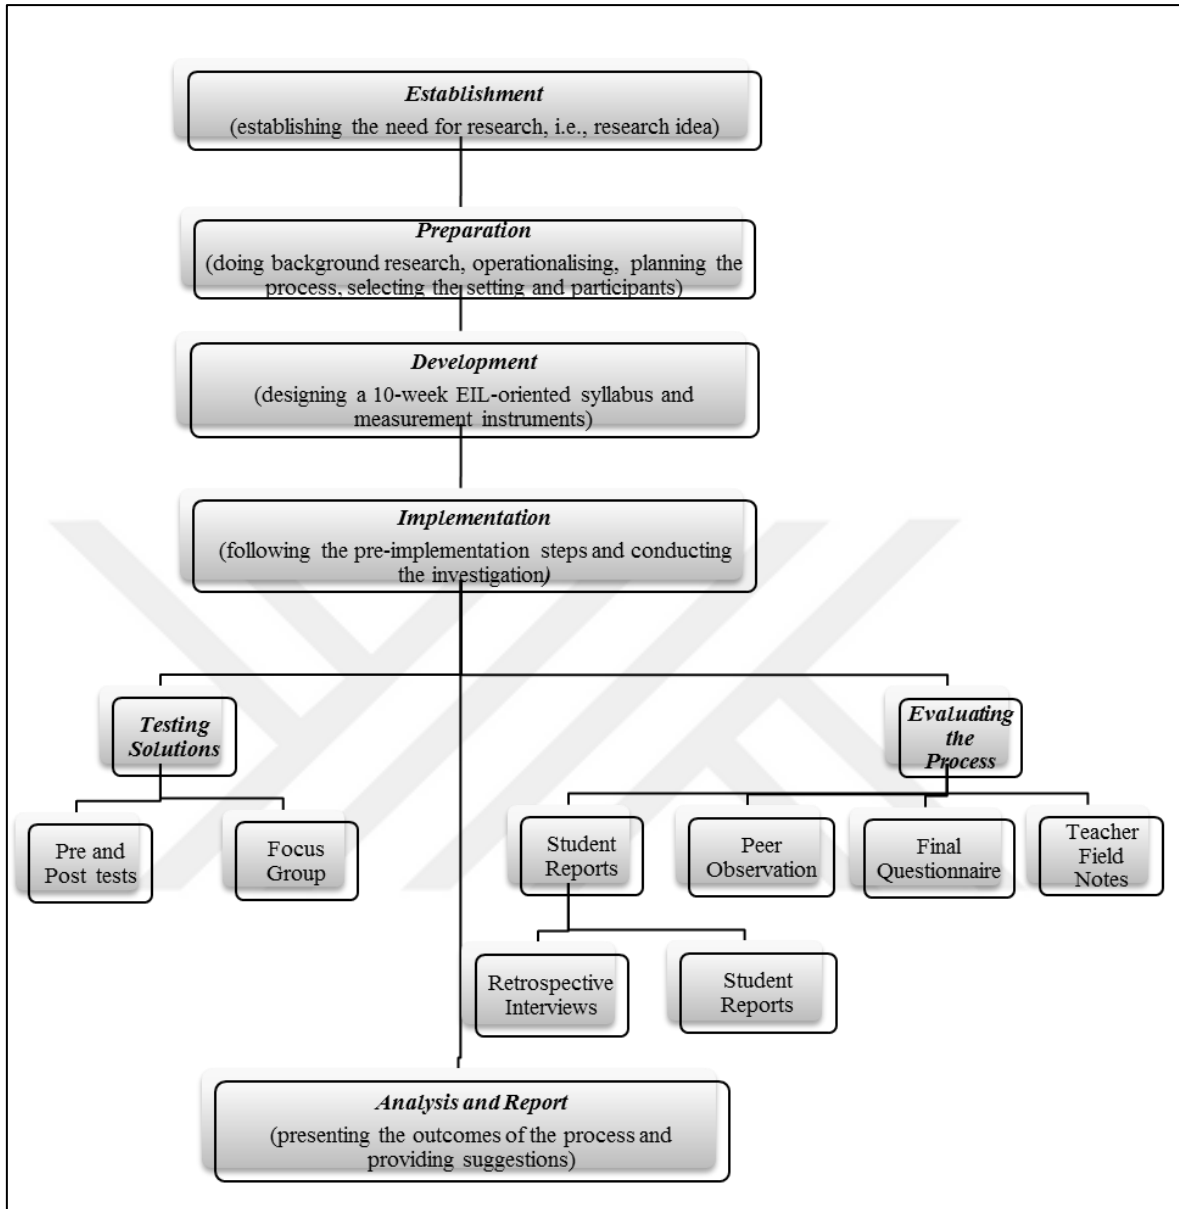 Establishment
(establishing the need for research, i.e., research idea)
Preparation
(doing background research, operationalising, planning the
process, selecting the setting and participants)
Development
(designing a 10-week EIL-oriented syllabus and
measurement instruments)
Implementation
(following the pre-implementation steps and conducting
the investigation)
Testing
Solutions
Evaluating
the
Process
Pre and
Post tests
Focus
Group
Student
Reports
Peer
Observation
Final
Questionnaire
Teacher
Field
Notes
Retrospective
Interviews
Student
Reports
Analysis and Report
(presenting the outcomes of the process and
providing suggestions)